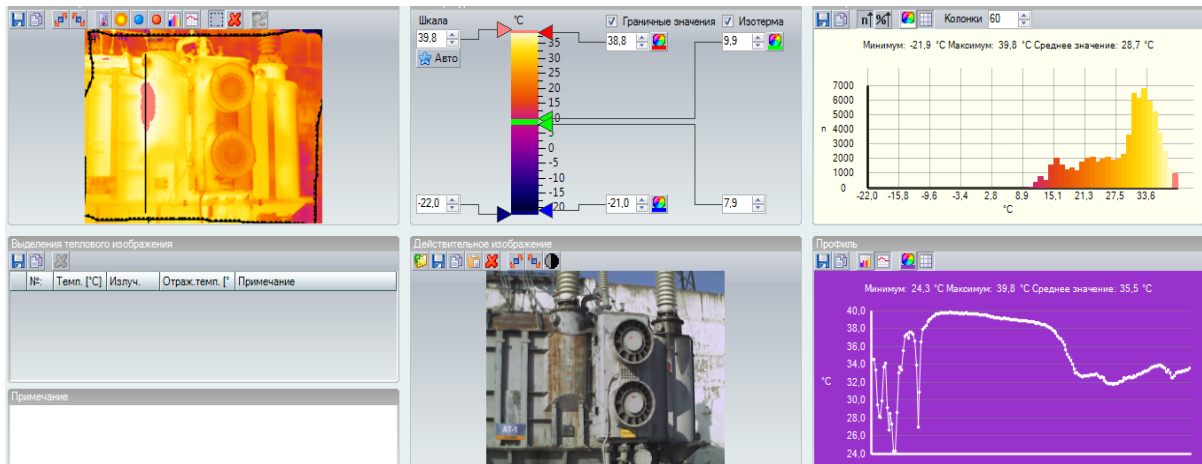 Шкала
°C
Граничные значения
Изотерма
39,8
38,8
9,9
Авто
35
30
25
20
15
10
5
0
-5
-10
-15
-20
-22,0
-21,0
7,9
n
%
Колонки 60
Минимум: -21,9 °C Максимум: 39,8 °C Среднее значение: 28,7 °C
7000
6000
5000
4000
3000
2000
1000
0
n
-22,0 -15,8 -9,6 -3,4 2,8 8,9 15,1 21,3 27,5 33,6
°C
Выделения теплового изображения
№: Темп. [°C] Излуч. Отраж.темп. [° Примечание
Примечание
Действительное изображение
АТ-1
Профиль
Минимум: 24,3 °C Максимум: 39,8 °C Среднее значение: 35,5 °C
40,0
38,0
36,0
34,0
32,0
30,0
28,0
26,0
24,0
°C